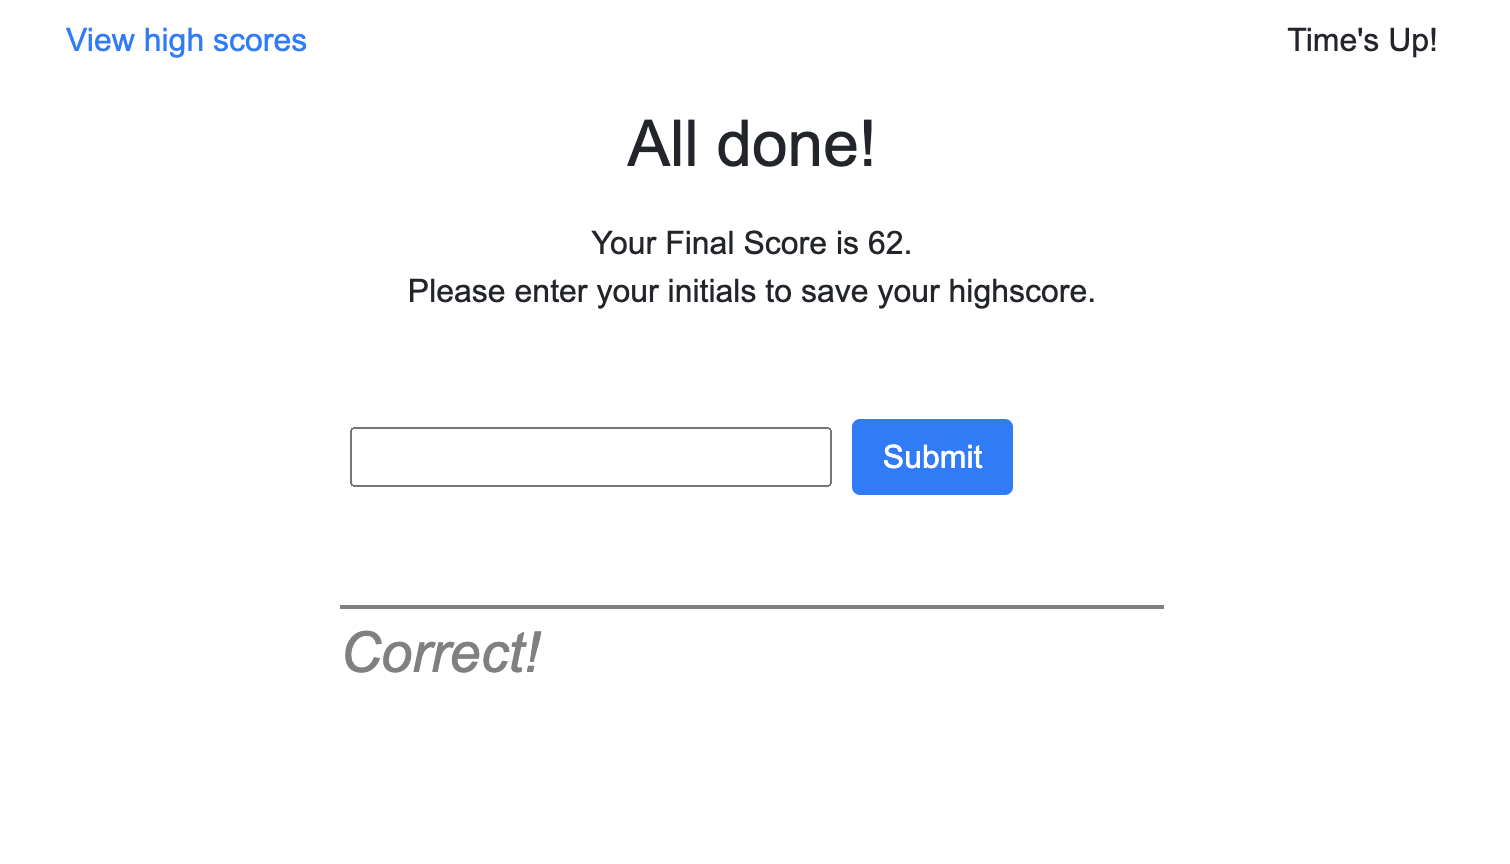 View high scores
Time's Up!
All done!
Your Final Score is 62.
Please enter your initials to save your highscore.
Submit
Correct!